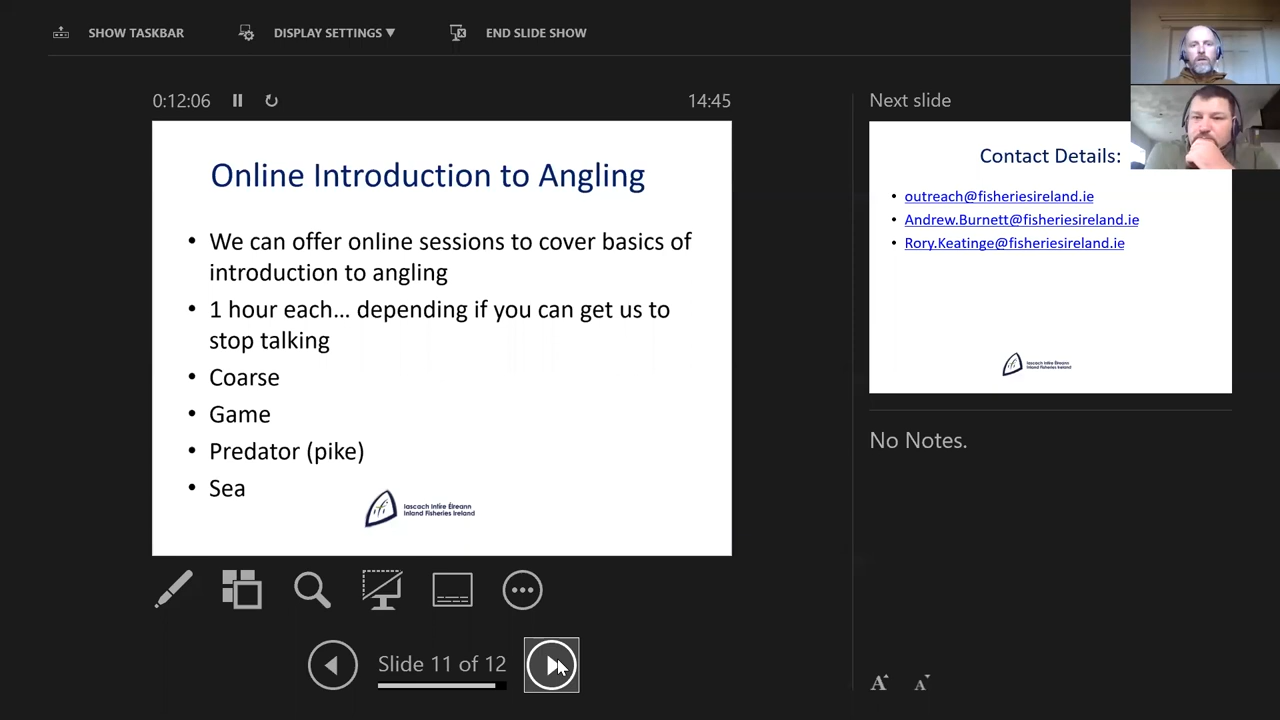 SHOW TASKBAR
DISPLAY SETTINGS ▼
END SLIDE SHOW
0:12:06
14:45
Online Introduction to Angling
• We can offer online sessions to cover basics of
introduction to angling
• 1 hour each... depending if you can get us to
stop talking
• Coarse
• Game
• Predator (pike)
• Sea
ifi
Iascach Intíre Éireann
Inland Fisheries Ireland
Slide 11 of 12
Next slide
Contact Details:
• outreach@fisheriesireland.ie
• Andrew.Burnett@fisheriesireland.ie
• Rory.Keatinge@fisheriesireland.ie
ifi
Iascach Intíre Éireann
Inland Fisheries Ireland
No Notes.
A A